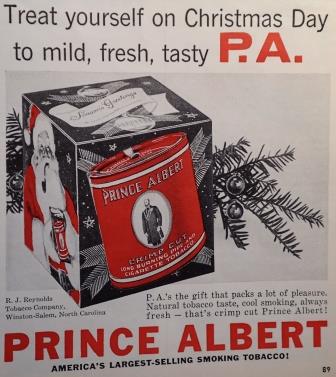 Treat yourself on Christmas Day
to mild, fresh, tasty P.A.
Season's Greetings
PRINCE ALBERT
CRIMP CUT
LONG BURNING PIPE AND
CIGARETTE TOBACCO
R. J. Reynolds
Tobacco Company,
Winston-Salem, North Carolina
P.A.'s the gift that packs a lot of pleasure.
Natural tobacco taste, cool smoking, always
fresh – that's crimp cut Prince Albert!
PRINCE ALBERT
AMERICA'S LARGEST-SELLING SMOKING TOBACCO!
89